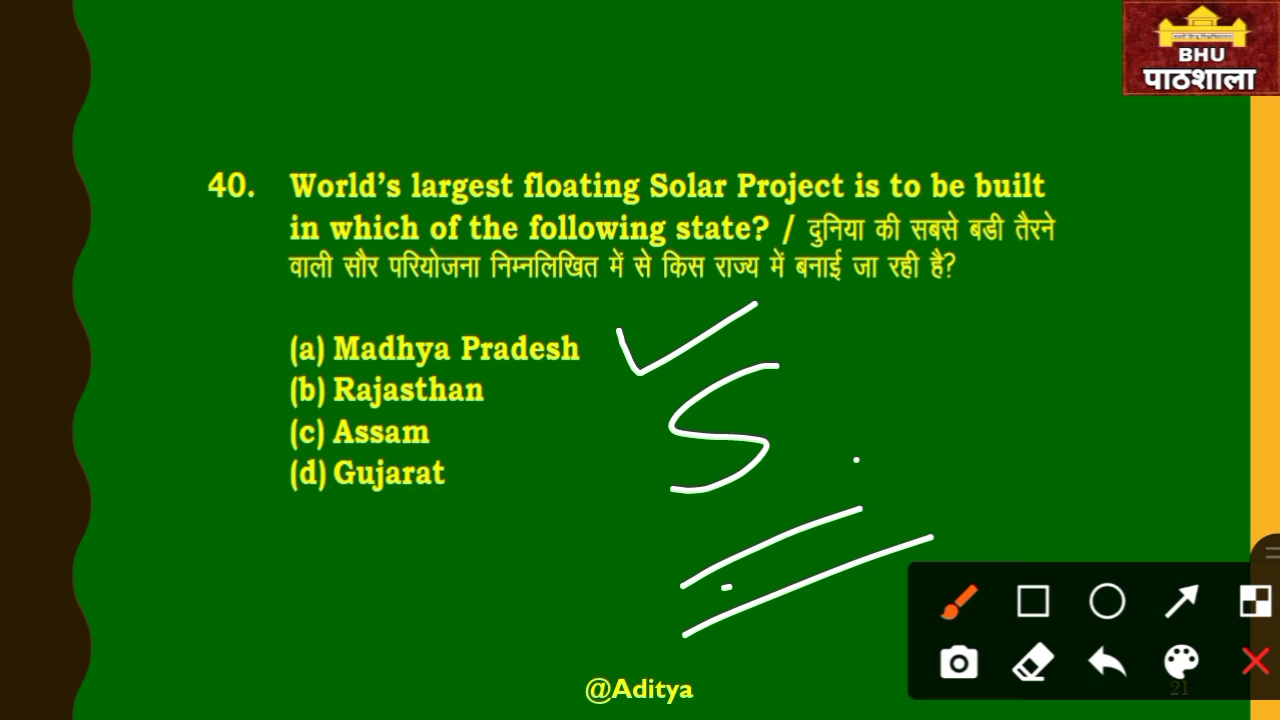 BHU
पाठशाला
40. World's largest floating Solar Project is to be built
in which of the following state? / दुनिया की सबसे बडी तैरने
वाली सौर परियोजना निम्नलिखित में से किस राज्य में बनाई जा रही है?
(a) Madhya Pradesh
(b) Rajasthan
(c) Assam
(d) Gujarat
@Aditya
21